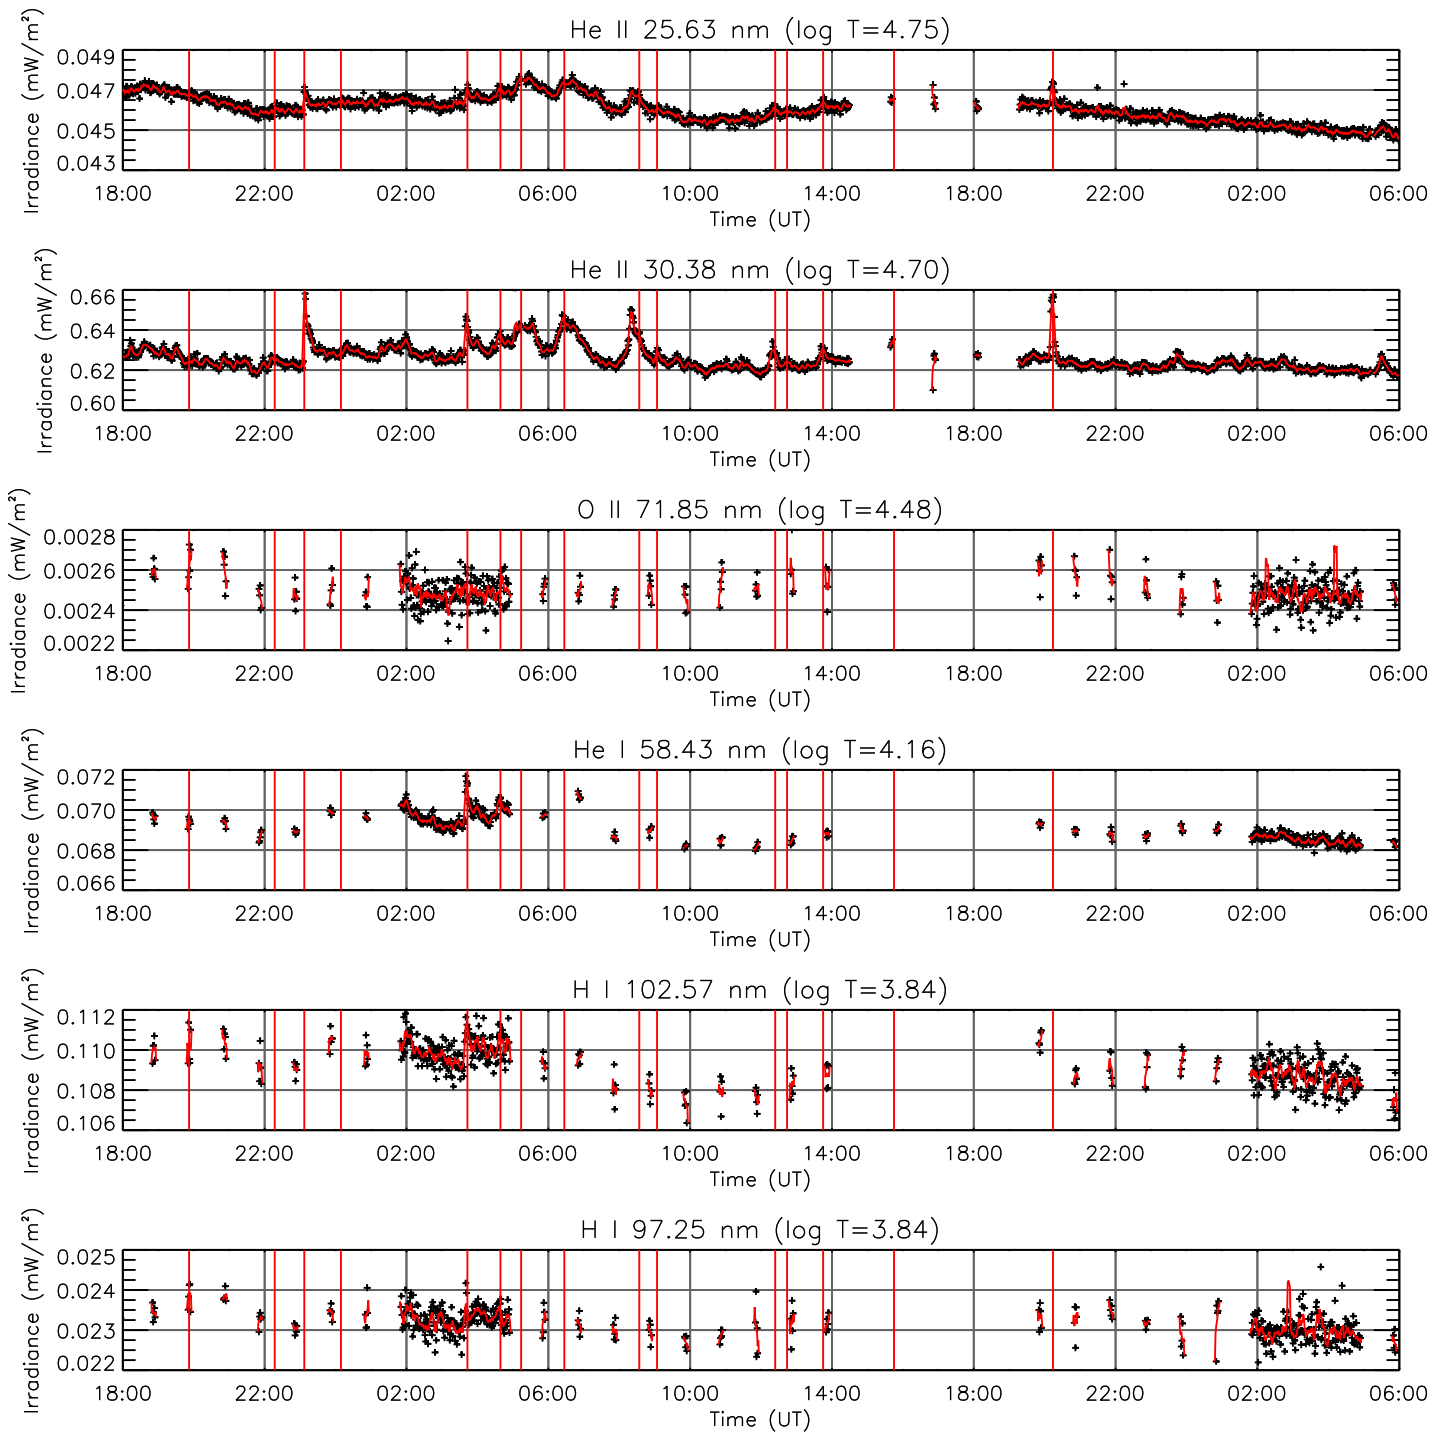 He II 25.63 nm (log T=4.75)
Irradiance (mW/m²)
0.049
0.047
0.045
0.043
18:00 22:00 02:00 06:00 10:00 14:00 18:00 22:00 02:00 06:00
Time (UT)
He II 30.38 nm (log T=4.70)
Irradiance (mW/m²)
0.66
0.64
0.62
0.60
18:00 22:00 02:00 06:00 10:00 14:00 18:00 22:00 02:00 06:00
Time (UT)
O II 71.85 nm (log T=4.48)
Irradiance (mW/m²)
0.0028
0.0026
0.0024
0.0022
18:00 22:00 02:00 06:00 10:00 14:00 18:00 22:00 02:00 06:00
Time (UT)
He I 58.43 nm (log T=4.16)
Irradiance (mW/m²)
0.072
0.070
0.068
0.066
18:00 22:00 02:00 06:00 10:00 14:00 18:00 22:00 02:00 06:00
Time (UT)
H I 102.57 nm (log T=3.84)
Irradiance (mW/m²)
0.112
0.110
0.108
0.106
18:00 22:00 02:00 06:00 10:00 14:00 18:00 22:00 02:00 06:00
Time (UT)
H I 97.25 nm (log T=3.84)
Irradiance (mW/m²)
0.025
0.024
0.023
0.022
18:00 22:00 02:00 06:00 10:00 14:00 18:00 22:00 02:00 06:00
Time (UT)